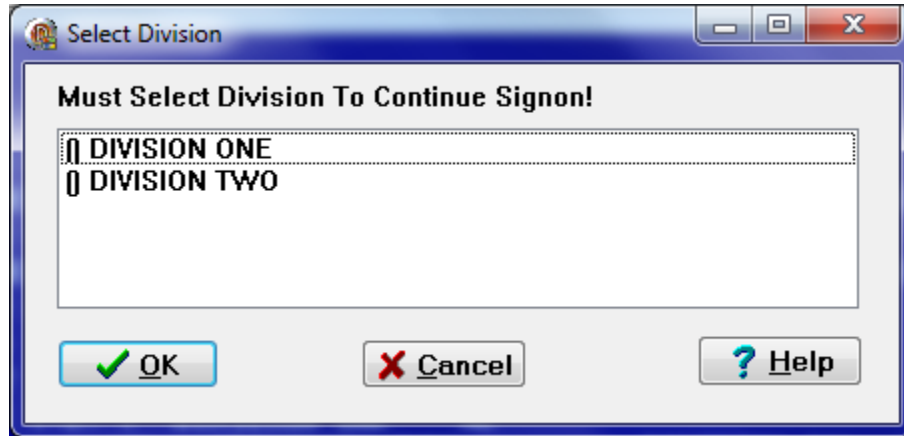 Select Division
Must Select Division To Continue Signon!
[] DIVISION ONE
[] DIVISION TWO
OK
Cancel
? Help